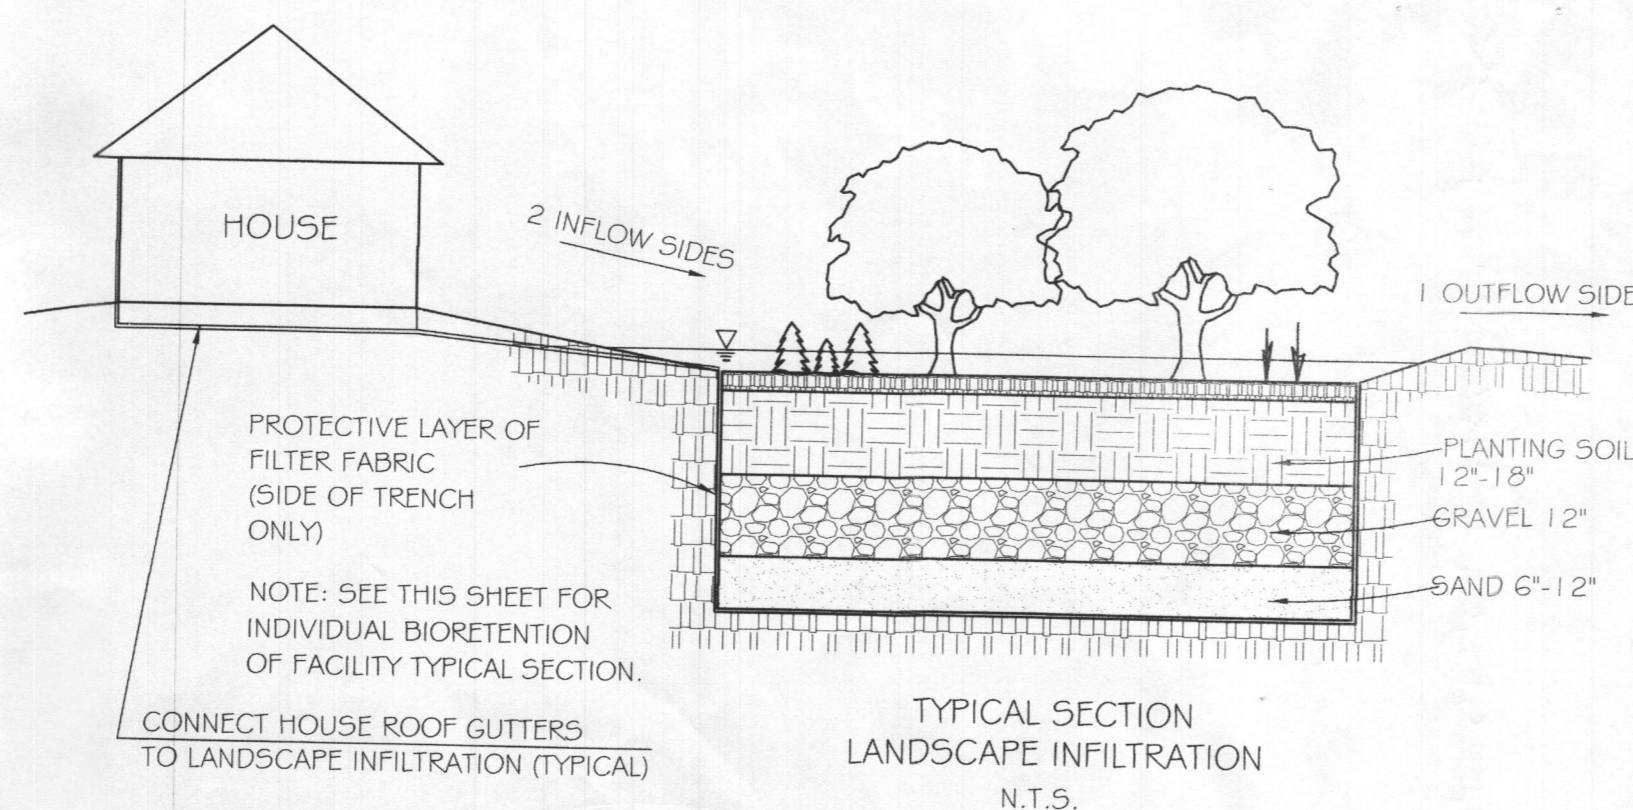 HOUSE
2 INFLOW SIDES
1 OUTFLOW SIDE
PROTECTIVE LAYER OF
FILTER FABRIC
(SIDE OF TRENCH
ONLY)
NOTE: SEE THIS SHEET FOR
INDIVIDUAL BIORETENTION
OF FACILITY TYPICAL SECTION.
CONNECT HOUSE ROOF GUTTERS
TO LANDSCAPE INFILTRATION (TYPICAL)
PLANTING SOIL
12"-18"
GRAVEL 12"
SAND 6"-12"
TYPICAL SECTION
LANDSCAPE INFILTRATION
N.T.S.